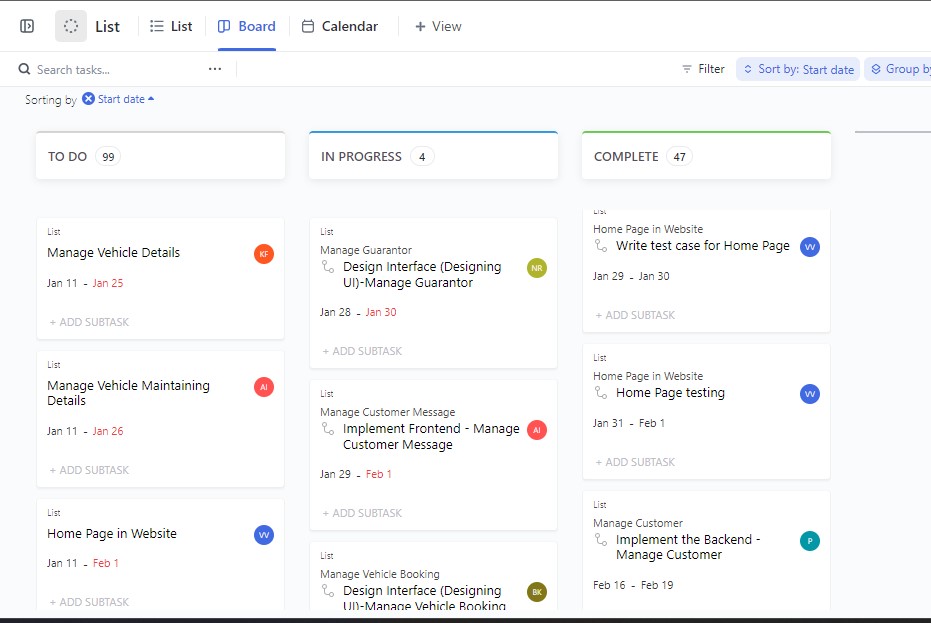 List
List
Board
Calendar
+ View
Search tasks...
Filter
Sort by: Start date
Group by
Sorting by Start date
TO DO 99
List
Manage Vehicle Details
KF
Jan 11 - Jan 25
+ ADD SUBTASK
List
Manage Vehicle Maintaining
Details
AI
Jan 11 - Jan 26
+ ADD SUBTASK
List
Home Page in Website
VV
Jan 11 - Feb 1
+ ADD SUBTASK
IN PROGRESS 4
List
Manage Guarantor
Design Interface (Designing
UI)-Manage Guarantor
NR
Jan 28 - Jan 30
+ ADD SUBTASK
List
Manage Customer Message
Implement Frontend - Manage
Customer Message
AI
Jan 29 - Feb 1
+ ADD SUBTASK
List
Manage Vehicle Booking
Design Interface (Designing
UI)-Manage Vehicle Booking
BK
COMPLETE 47
List
Home Page in Website
Write test case for Home Page
VV
Jan 29 - Jan 30
+ ADD SUBTASK
List
Home Page in Website
Home Page testing
VV
Jan 31 - Feb 1
+ ADD SUBTASK
List
Manage Customer
Implement the Backend -
Manage Customer
P
Feb 16 - Feb 19